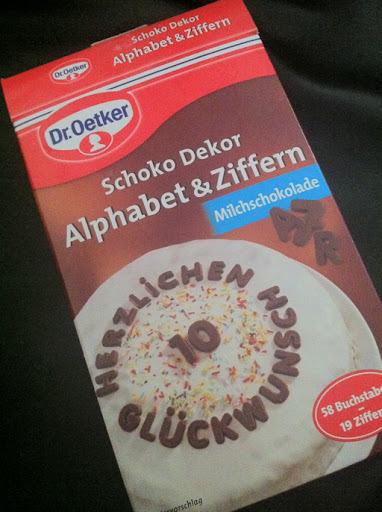 Dr.Oetker
Schoko Dekor
Alphabet & Ziffern
Dr.Oetker
Schoko Dekor
Alphabet & Ziffern
Milchschokolade
A Z R
HERZLiCHEN
10
GLÜCKWUNSCH
58 Buchstabe
–
19 Ziffer